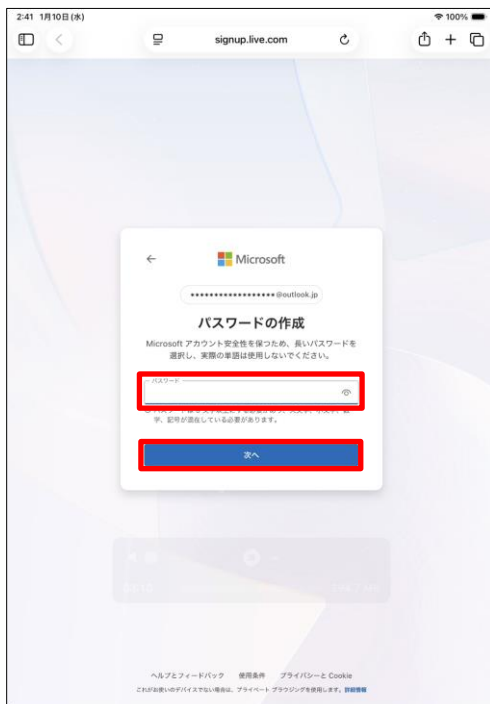 2:41 1月10日(水)
100%
signup.live.com
Microsoft
••••••••••••••••••@outlook.jp
パスワードの作成
Microsoft アカウント安全性を保つため、長いパスワードを
選択し、実際の単語は使用しないでください。
パスワード
字、記号が混在している必要があります。
次へ
ヘルプとフィードバック 使用条件 プライバシーと Cookie
これがお使いのデバイスでない場合は、プライベート ブラウジングを使用します。詳細情報